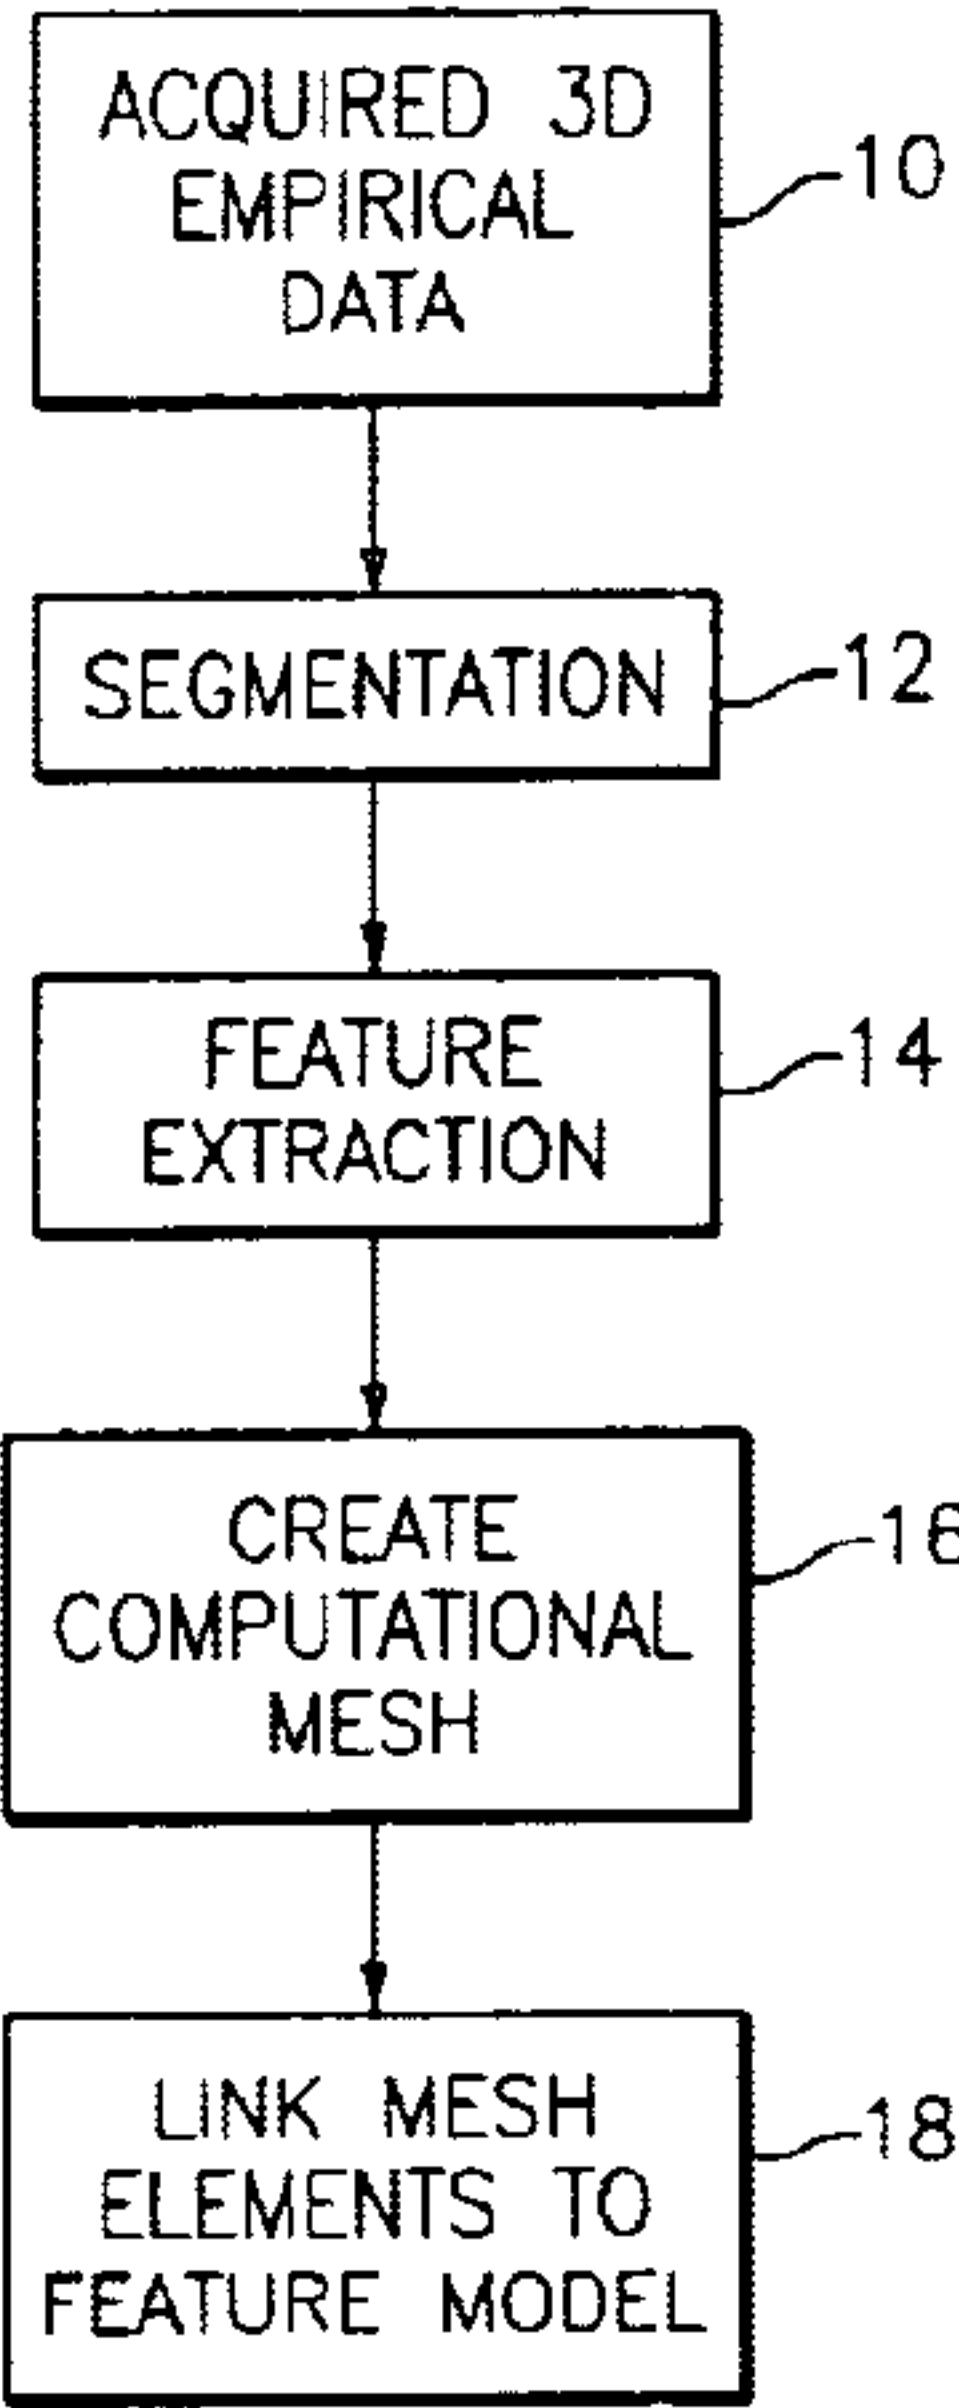 ACQUIRED 3D
EMPIRICAL
DATA
10
SEGMENTATION
12
FEATURE
EXTRACTION
14
CREATE
COMPUTATIONAL
MESH
16
LINK MESH
ELEMENTS TO
FEATURE MODEL
18